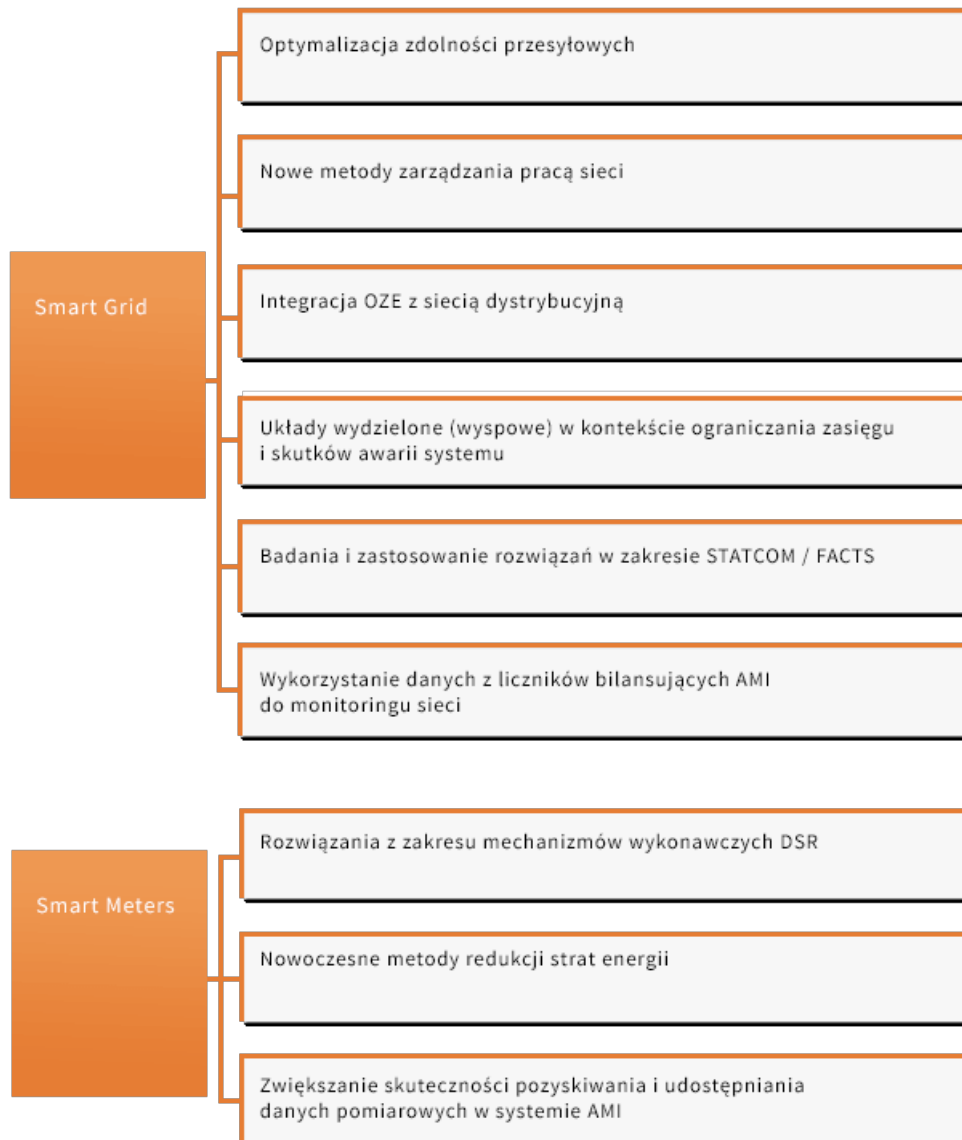 Smart Grid
Optymalizacja zdolności przesyłowych
Nowe metody zarządzania pracą sieci
Integracja OZE z siecią dystrybucyjną
Układy wydzielone (wyspowe) w kontekście ograniczania zasięgu
i skutków awarii systemu
Badania i zastosowanie rozwiązań w zakresie STATCOM / FACTS
Wykorzystanie danych z liczników bilansujących AMI
do monitoringu sieci
Smart Meters
Rozwiązania z zakresu mechanizmów wykonawczych DSR
Nowoczesne metody redukcji strat energii
Zwiększanie skuteczności pozyskiwania i udostępniania
danych pomiarowych w systemie AMI